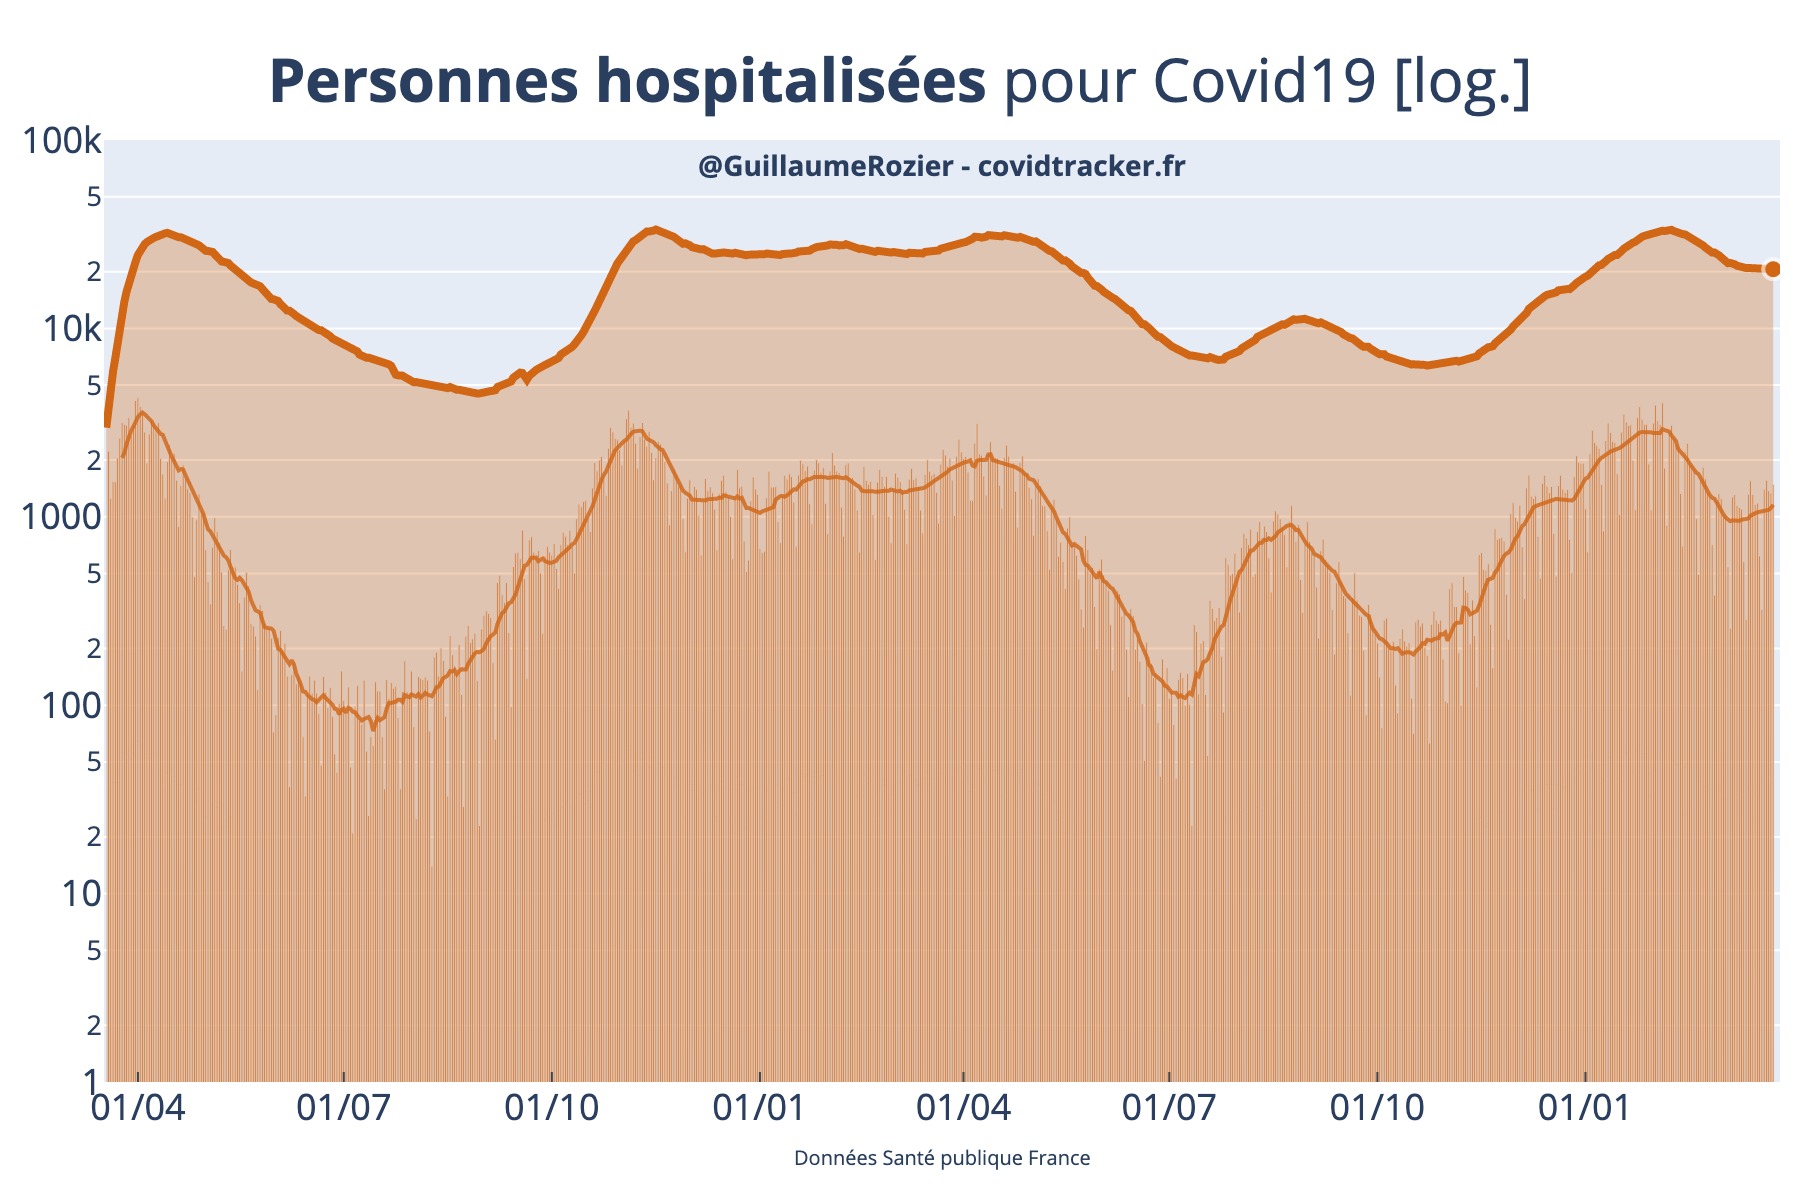 Personnes hospitalisées pour Covid19 [log.]
@GuillaumeRozier - covidtracker.fr
100k
5
2
10k
5
2
1000
5
2
100
5
2
10
5
2
1
01/04 01/07 01/10 01/01 01/04 01/07 01/10 01/01
Données Santé publique France